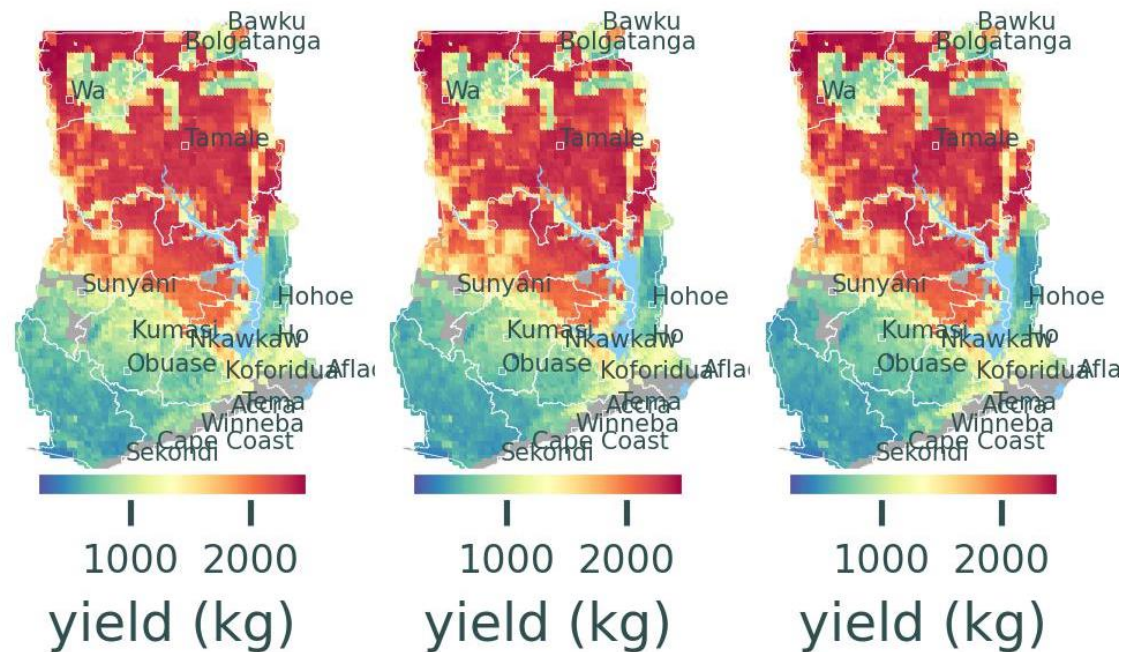 Bawku
Bolgatanga
Wa
Tamale
Sunyani
Hohoe
Kumasi
Ho
Nkawkaw
Obuase
Koforidua
Aflao
Tema
Accra
Winneba
Cape Coast
Sekondi
1000 2000
yield (kg)
Bawku
Bolgatanga
Wa
Tamale
Sunyani
Hohoe
Kumasi
Ho
Nkawkaw
Obuase
Koforidua
Aflao
Tema
Accra
Winneba
Cape Coast
Sekondi
1000 2000
yield (kg)
Bawku
Bolgatanga
Wa
Tamale
Sunyani
Hohoe
Kumasi
Ho
Nkawkaw
Obuase
Koforidua
Afla
Tema
Accra
Winneba
Cape Coast
Sekondi
1000 2000
yield (kg)